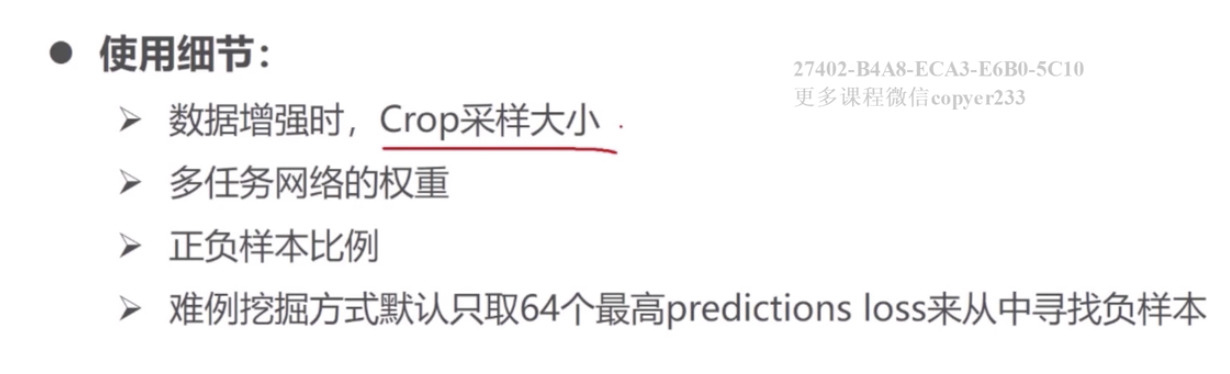 使用细节：
27402-B4A8-ECA3-E6B0-5C10
更多课程微信copyer233
数据增强时，Crop采样大小
多任务网络的权重
正负样本比例
难例挖掘方式默认只取64个最高predictions loss来从中寻找负样本